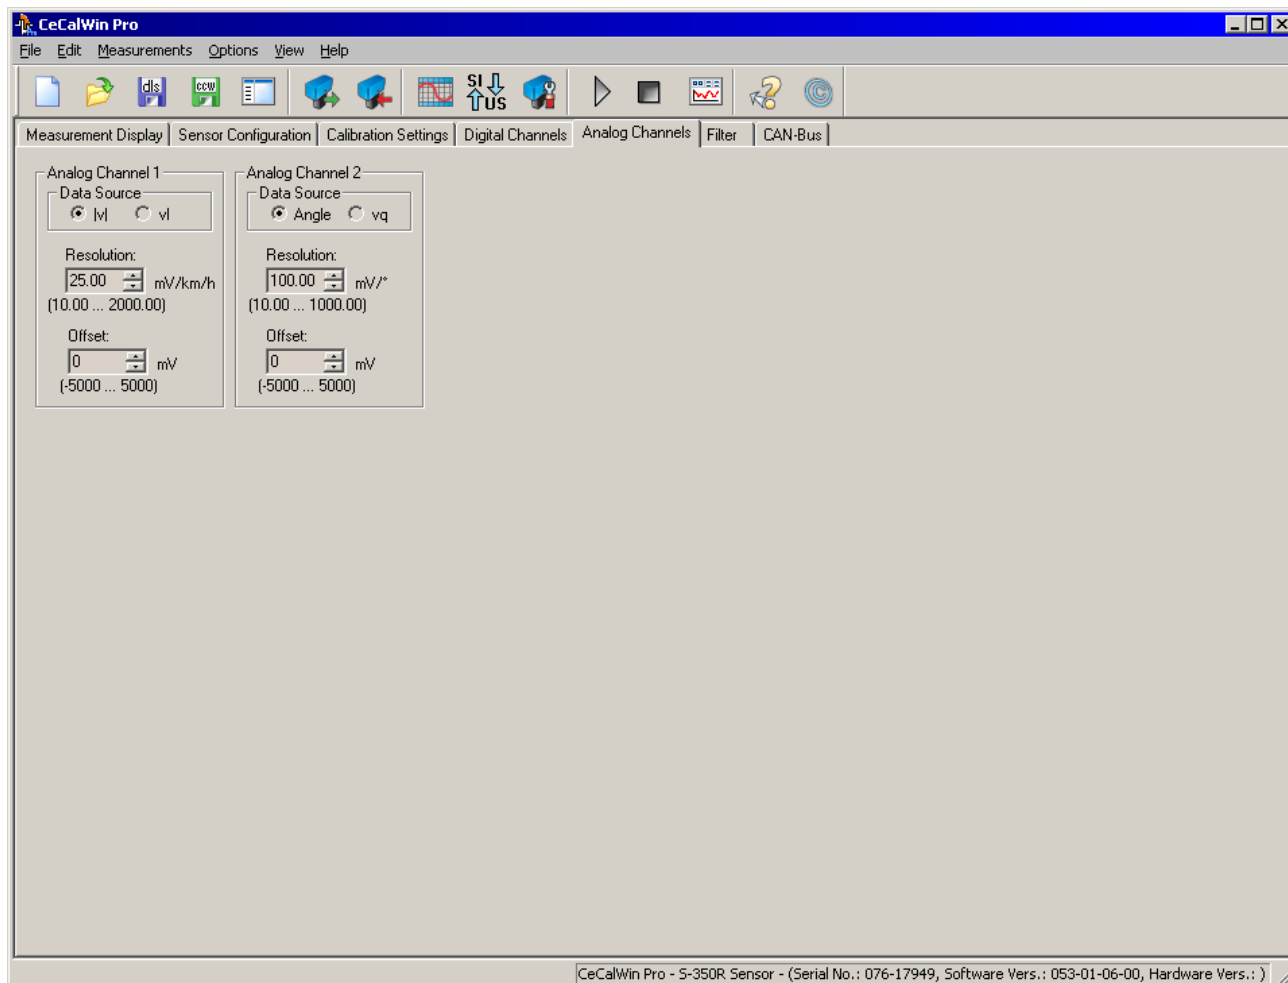 CeCalWin Pro
File Edit Measurements Options View Help
dls ccw SI US ?
©
Measurement Display Sensor Configuration Calibration Settings Digital Channels Analog Channels Filter CAN-Bus
Analog Channel 1 Analog Channel 2
Data Source Data Source
|v| vl Angle vq
Resolution: Resolution:
25.00 mV/km/h 100.00 mV/°
(10.00 ... 2000.00) (10.00 ... 1000.00)
Offset: Offset:
0 mV 0 mV
(-5000 ... 5000) (-5000 ... 5000)
CeCalWin Pro - S-350R Sensor - (Serial No.: 076-17949, Software Vers.: 053-01-06-00, Hardware Vers.: )